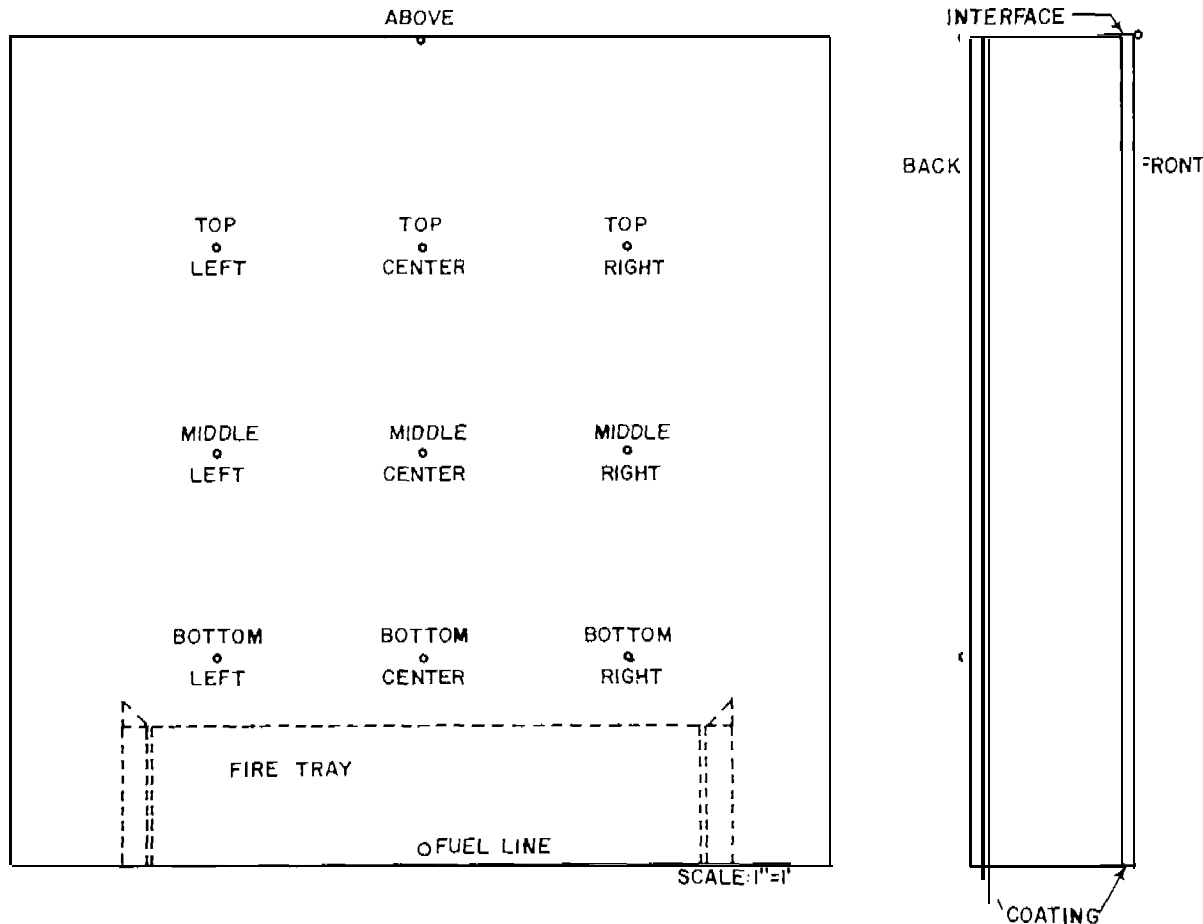 ABOVE
INTERFACE
BACK
FRONT
TOP
LEFT
TOP
CENTER
TOP
RIGHT
MIDDLE
LEFT
MIDDLE
CENTER
MIDDLE
RIGHT
BOTTOM
LEFT
BOTTOM
CENTER
BOTTOM
RIGHT
FIRE TRAY
FUEL LINE
SCALE:1"=1'
COATING